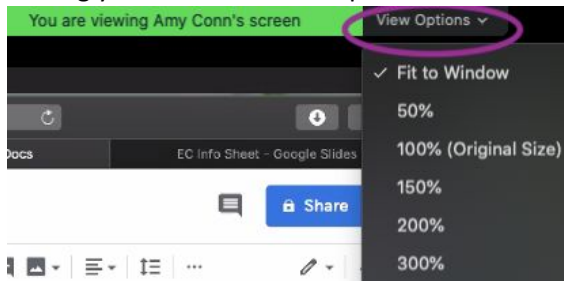 You are viewing Amy Conn's screen
View Options
Fit to Window
50%
100% (Original Size)
150%
200%
300%
Docs
EC Info Sheet - Google Slides
Share